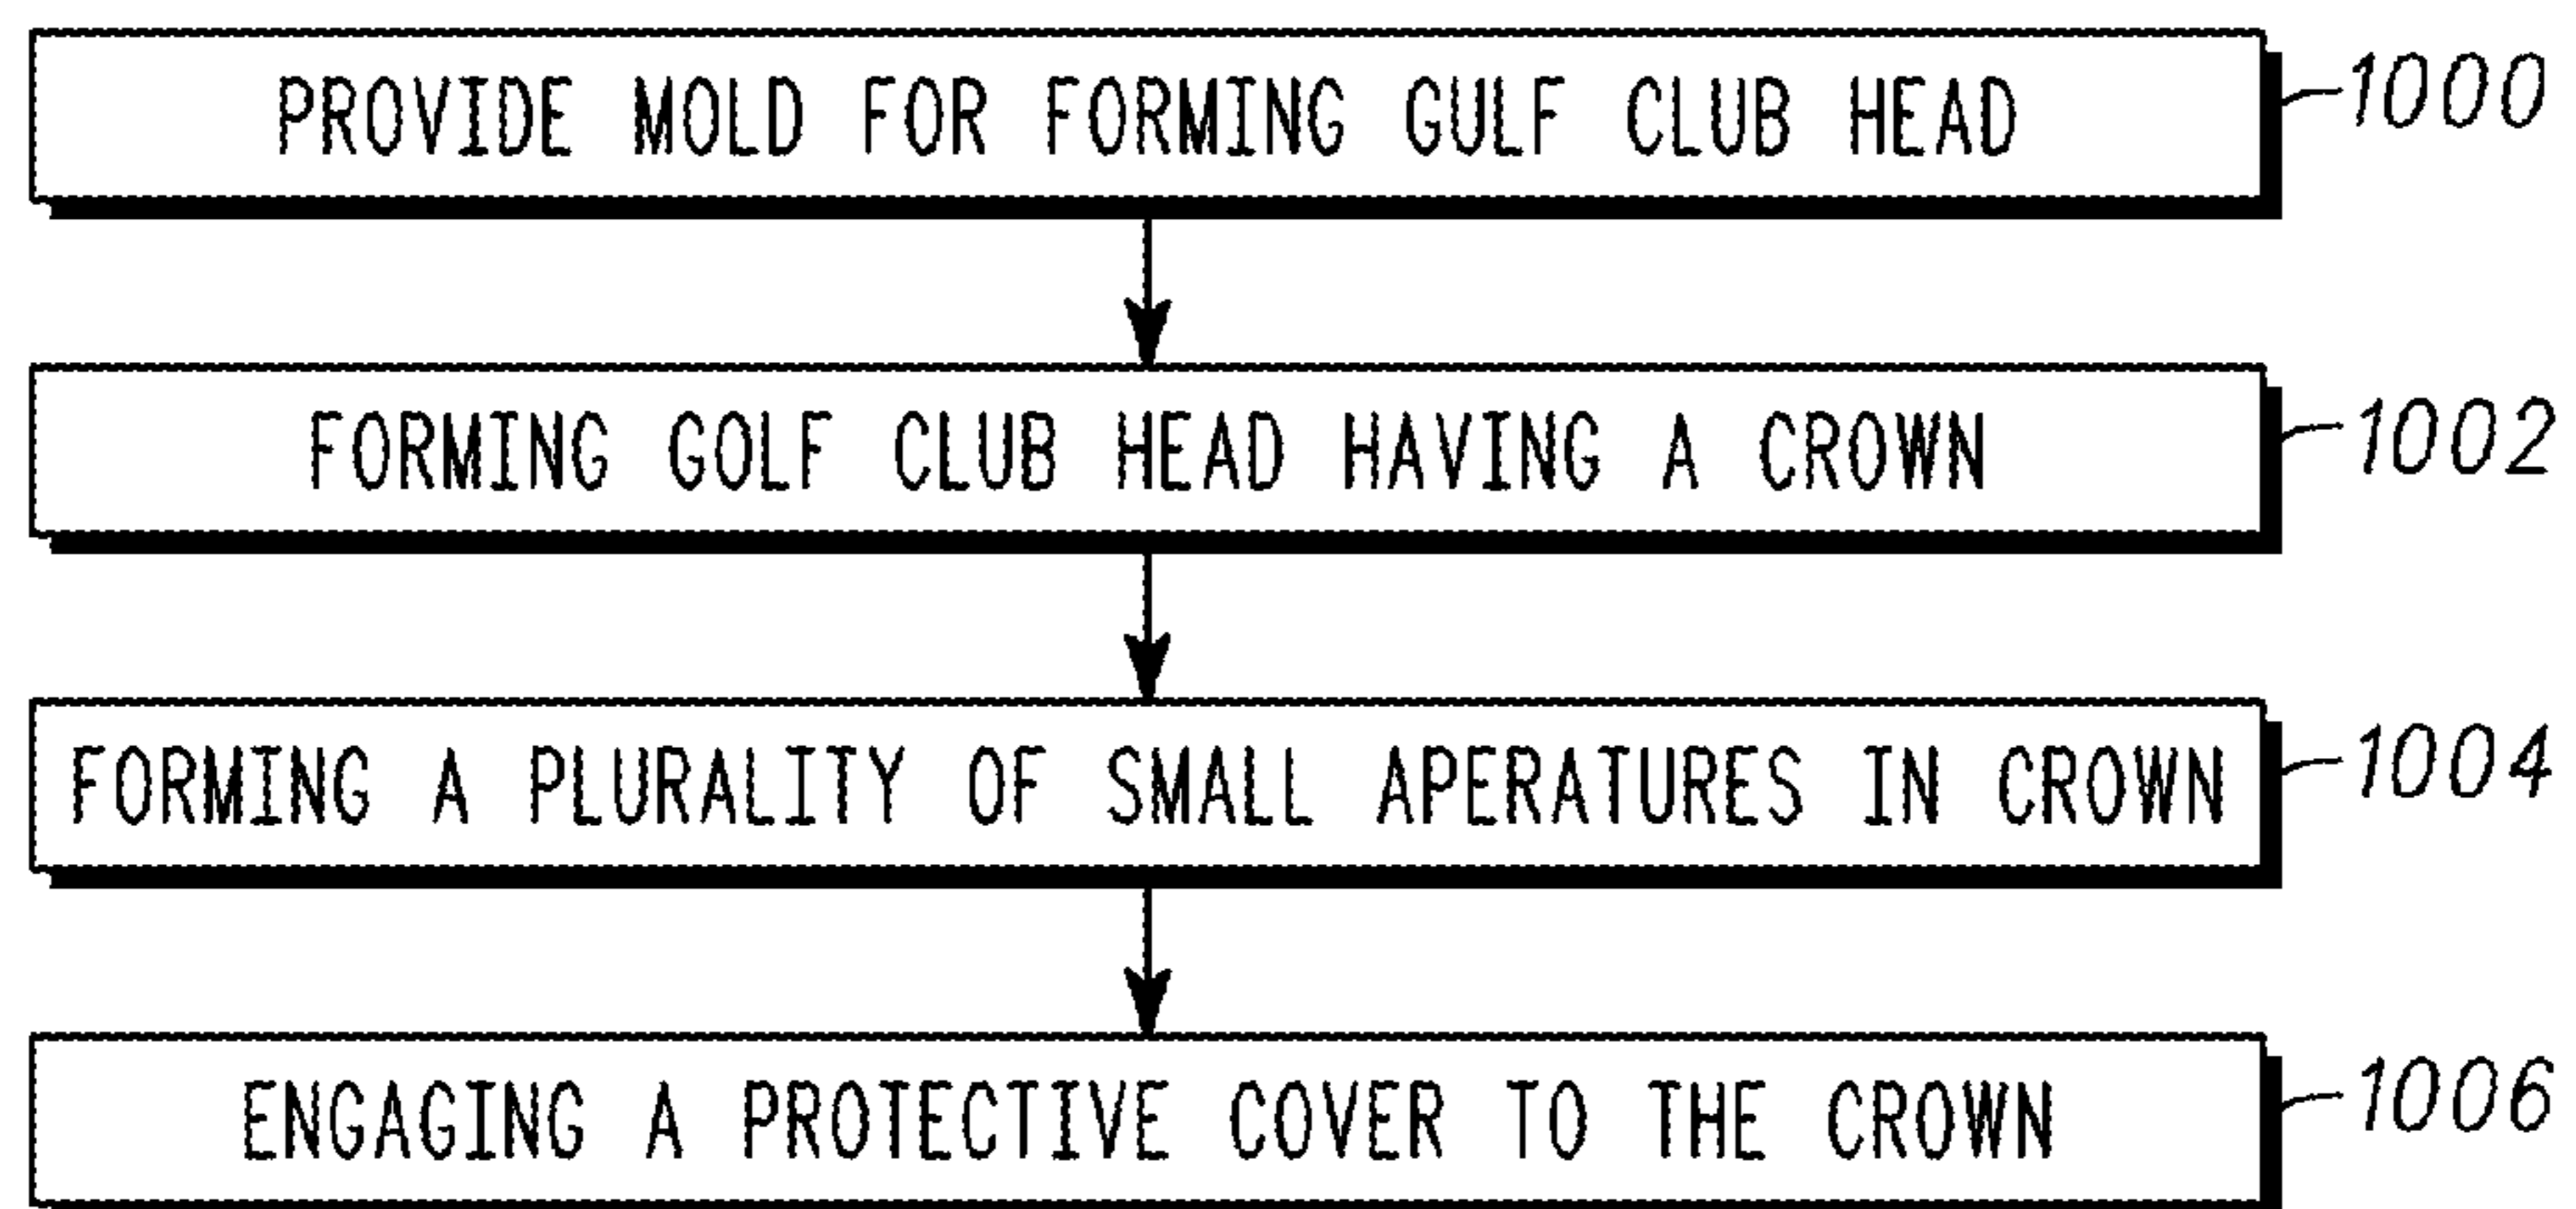 PROVIDE MOLD FOR FORMING GULF CLUB HEAD 1000
FORMING GOLF CLUB HEAD HAVING A CROWN 1002
FORMING A PLURALITY OF SMALL APERATURES IN CROWN 1004
ENGAGING A PROTECTIVE COVER TO THE CROWN 1006